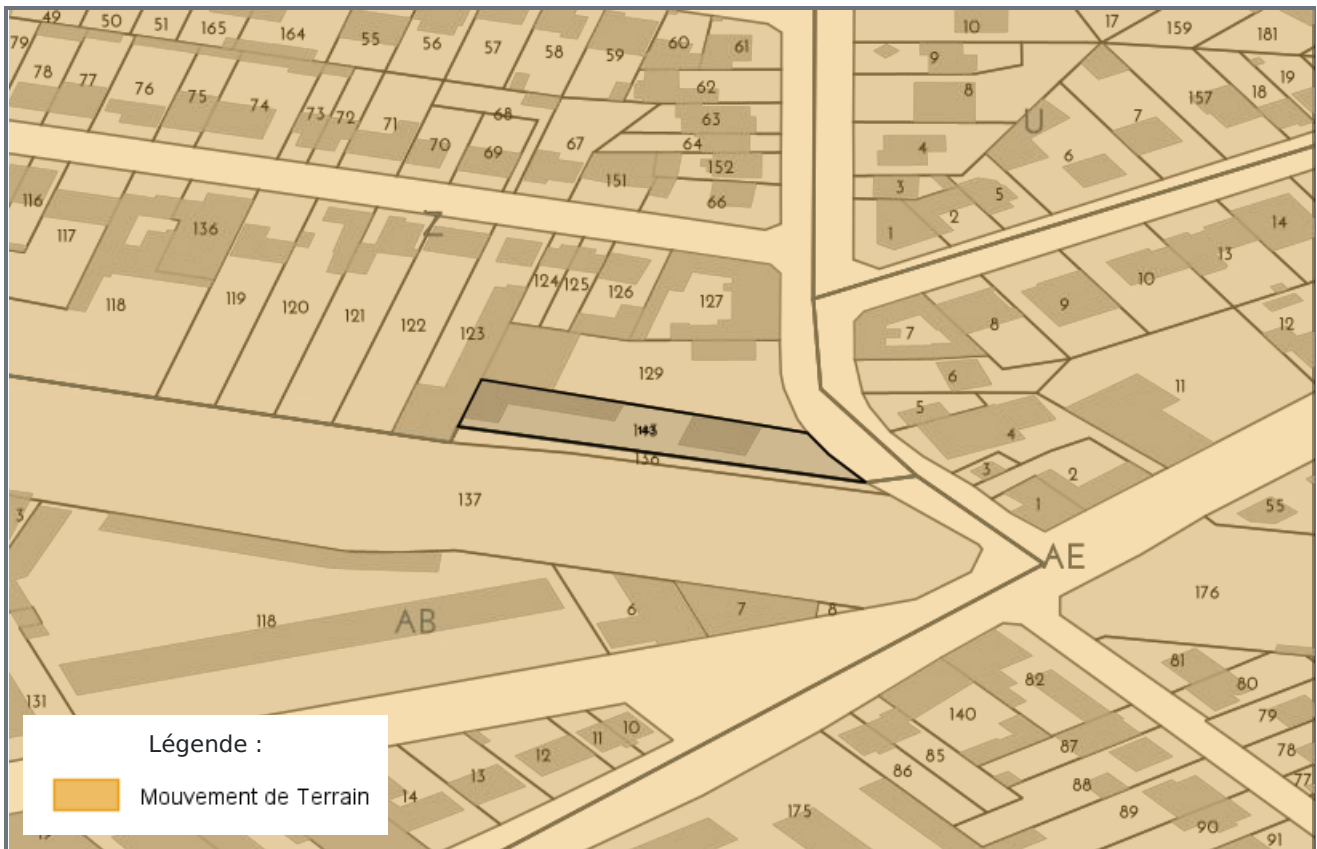 49 50 51 165 164 55 56 57 58 59 60 61 10 17 159 181
79 78 77 76 75 74 73 72 71 70 68 69 67 62 63 64 152 151 66
9 8 4 3 1 2 5 U 6 7 157 18 19
116 117 118 136 119 120 121 122 Z 123 124 125 126 127
7 8 9 10 13 14 12
129 6 5 4 3 2 1 11
143
136
137
AE
55
176
3
118 AB 6 7 8
131
81 80 79 78 77
82 140 85 86 87 88 89 90 91
175
10 11 12 13 14
Légende :
Mouvement de Terrain